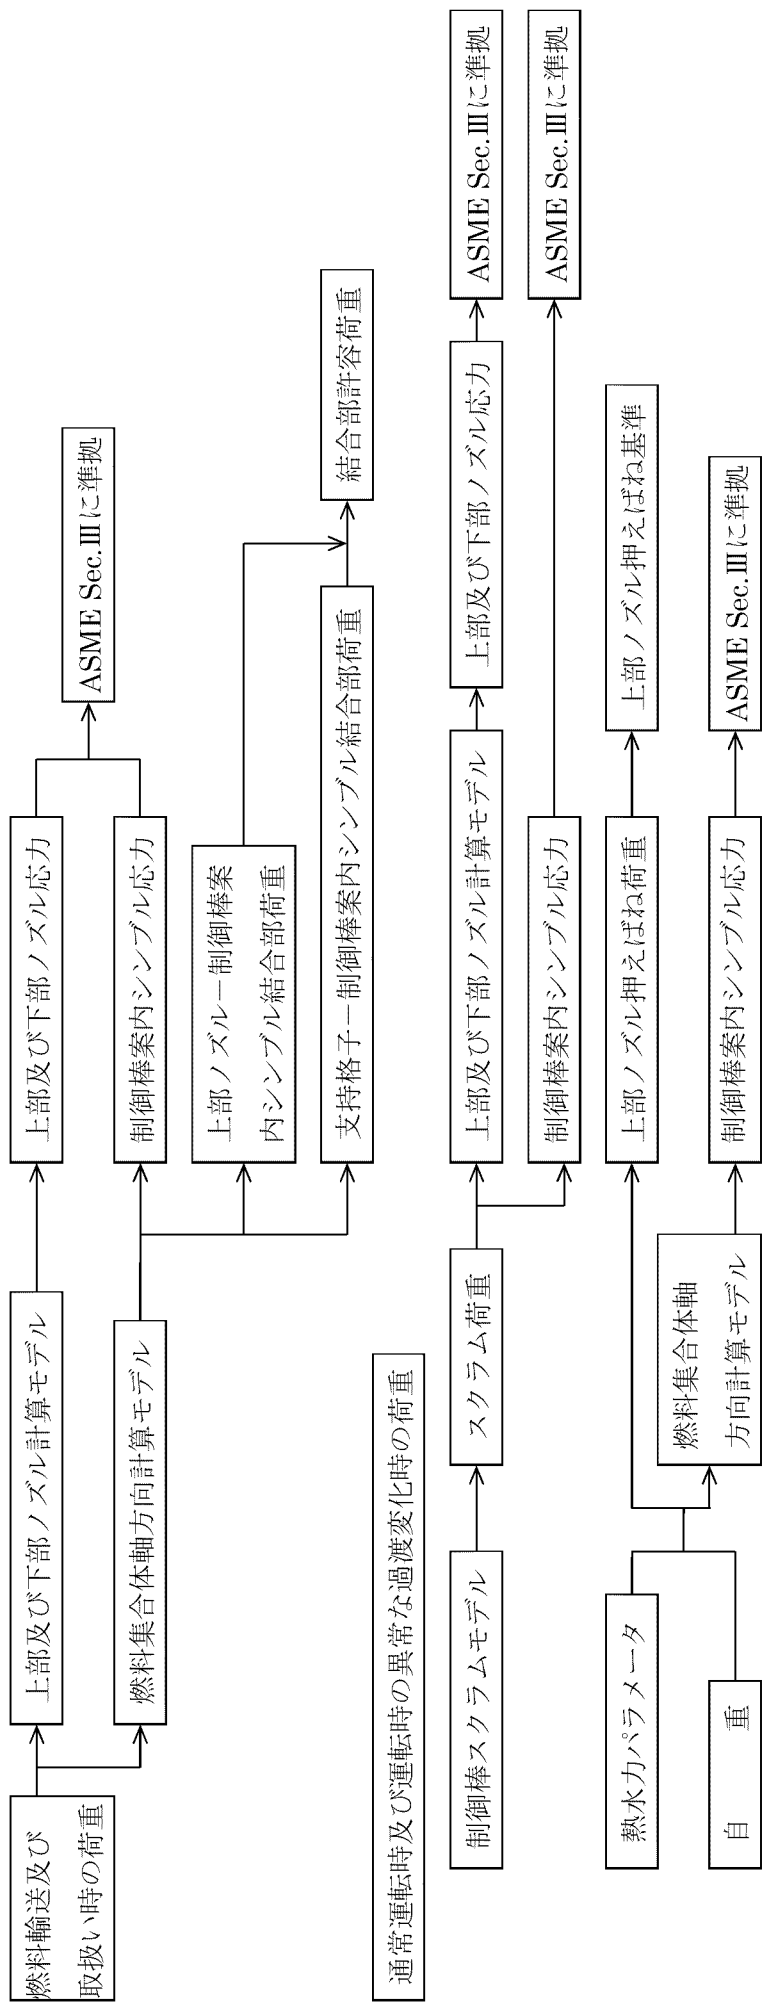 燃料輸送及び
取扱い時の荷重
上部及び下部ノズル計算モデル
上部及び下部ノズル応力
燃料集合体軸方向計算モデル
制御棒案内シンブル応力
ASME Sec.Ⅲに準拠
上部ノズル－制御棒案
内シンブル結合部荷重
支持格子－制御棒案内シンブル結合部荷重
結合部許容荷重
通常運転時及び運転時の異常な過渡変化時の荷重
制御棒スクラムモデル
スクラム荷重
上部及び下部ノズル計算モデル
上部及び下部ノズル応力
ASME Sec.Ⅲに準拠
制御棒案内シンブル応力
ASME Sec.Ⅲに準拠
熱水力パラメータ
上部ノズル押えばね荷重
上部ノズル押えばね基準
自　　重
燃料集合体軸
方向計算モデル
制御棒案内シンブル応力
ASME Sec.Ⅲに準拠